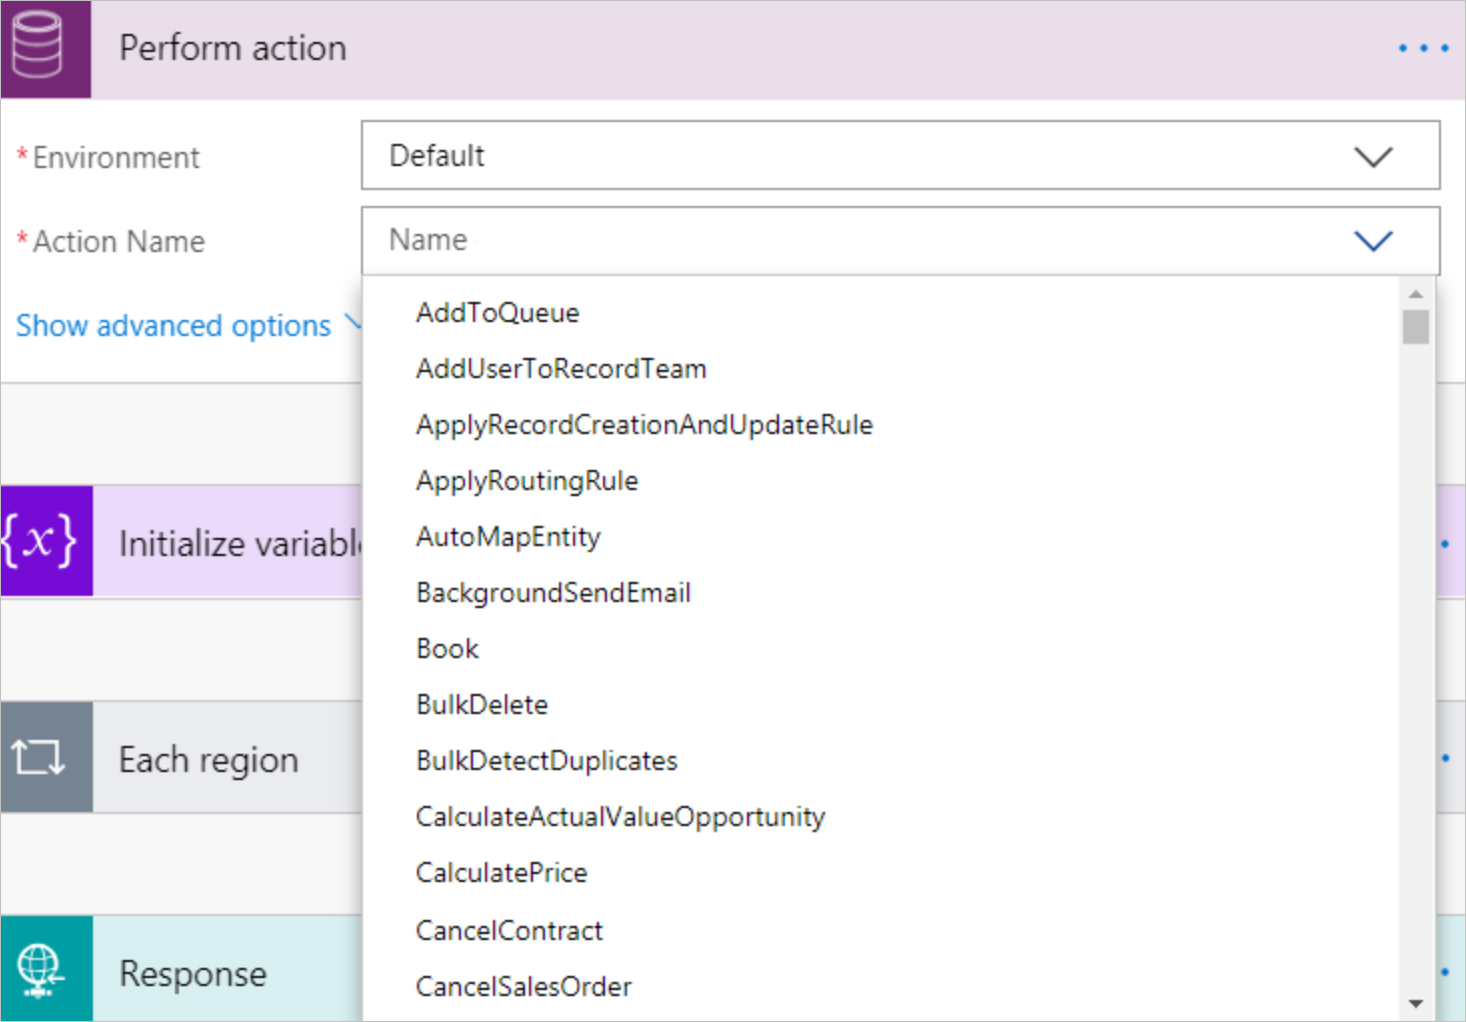 Perform action
*Environment
Default
*Action Name
Name
Show advanced options
AddToQueue
AddUserToRecordTeam
ApplyRecordCreationAndUpdateRule
ApplyRoutingRule
AutoMapEntity
BackgroundSendEmail
Book
BulkDelete
BulkDetectDuplicates
CalculateActualValueOpportunity
CalculatePrice
CancelContract
CancelSalesOrder
{x}
Initialize variabl
Each region
Response